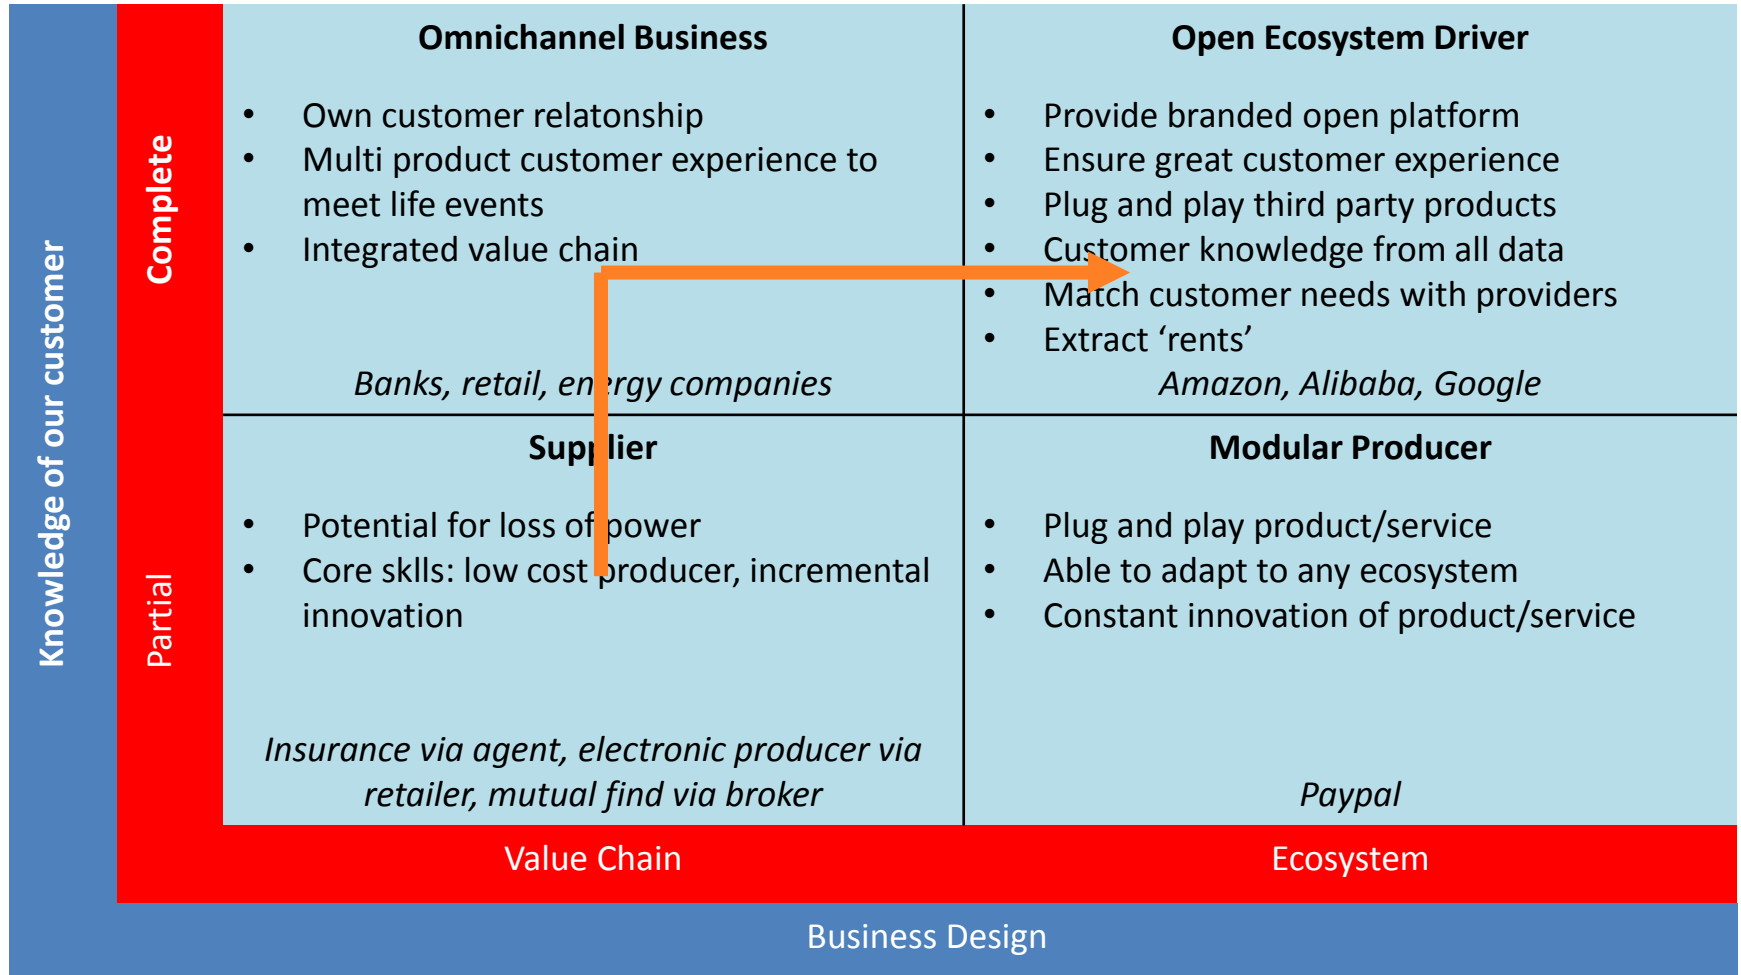 Knowledge of our customer
Complete
Partial
Omnichannel Business
• Own customer relatonship
• Multi product customer experience to
meet life events
• Integrated value chain
Banks, retail, energy companies
Open Ecosystem Driver
• Provide branded open platform
• Ensure great customer experience
• Plug and play third party products
• Customer knowledge from all data
• Match customer needs with providers
• Extract ‘rents’
Amazon, Alibaba, Google
Supplier
• Potential for loss of power
• Core sklls: low cost producer, incremental
innovation
Insurance via agent, electronic producer via
retailer, mutual find via broker
Modular Producer
• Plug and play product/service
• Able to adapt to any ecosystem
• Constant innovation of product/service
Paypal
Value Chain
Ecosystem
Business Design